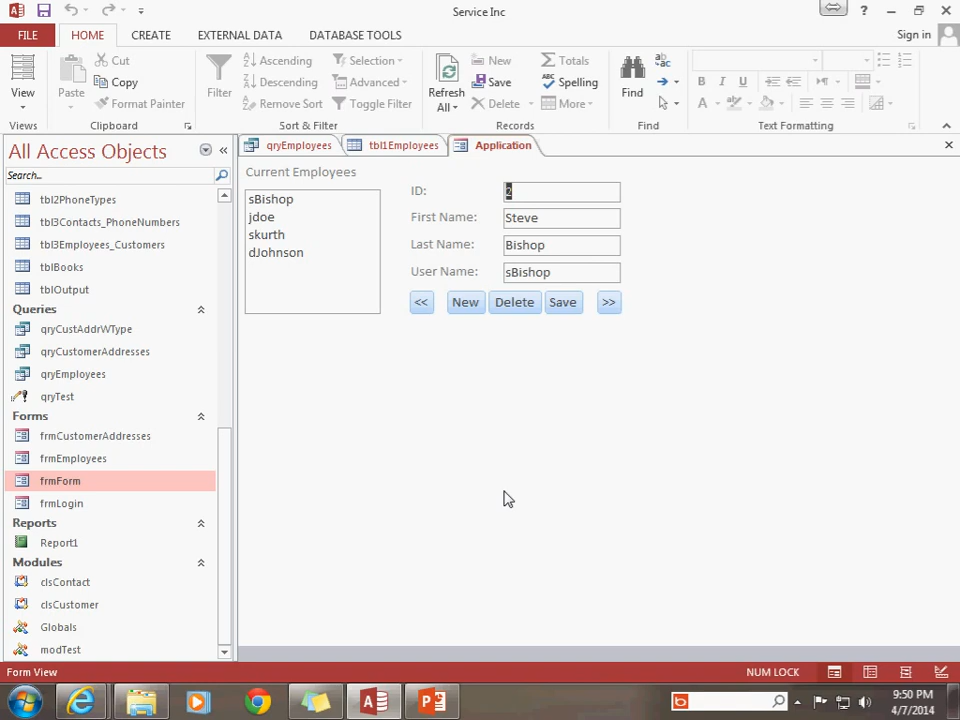 Service Inc
Sign in
FILE
HOME
CREATE
EXTERNAL DATA
DATABASE TOOLS
View
Views
Paste
Cut
Copy
Format Painter
Clipboard
Filter
Ascending
Descending
Remove Sort
Selection
Advanced
Toggle Filter
Sort & Filter
Refresh
All
New
Save
Delete
Totals
Spelling
More
Records
Find
Find
B I U
A
Text Formatting
All Access Objects
Search...
tbl2PhoneTypes
tbl3Contacts_PhoneNumbers
tbl3Employees_Customers
tblBooks
tblOutput
Queries
qryCustAddrWType
qryCustomerAddresses
qryEmployees
qryTest
Forms
frmCustomerAddresses
frmEmployees
frmForm
frmLogin
Reports
Report1
Modules
clsContact
clsCustomer
Globals
modTest
qryEmployees
tbl1Employees
Application
Current Employees
sBishop
jdoe
skurth
dJohnson
ID: 2
First Name: Steve
Last Name: Bishop
User Name: sBishop
<< New Delete Save >>
Form View
NUM LOCK
9:50 PM
4/7/2014